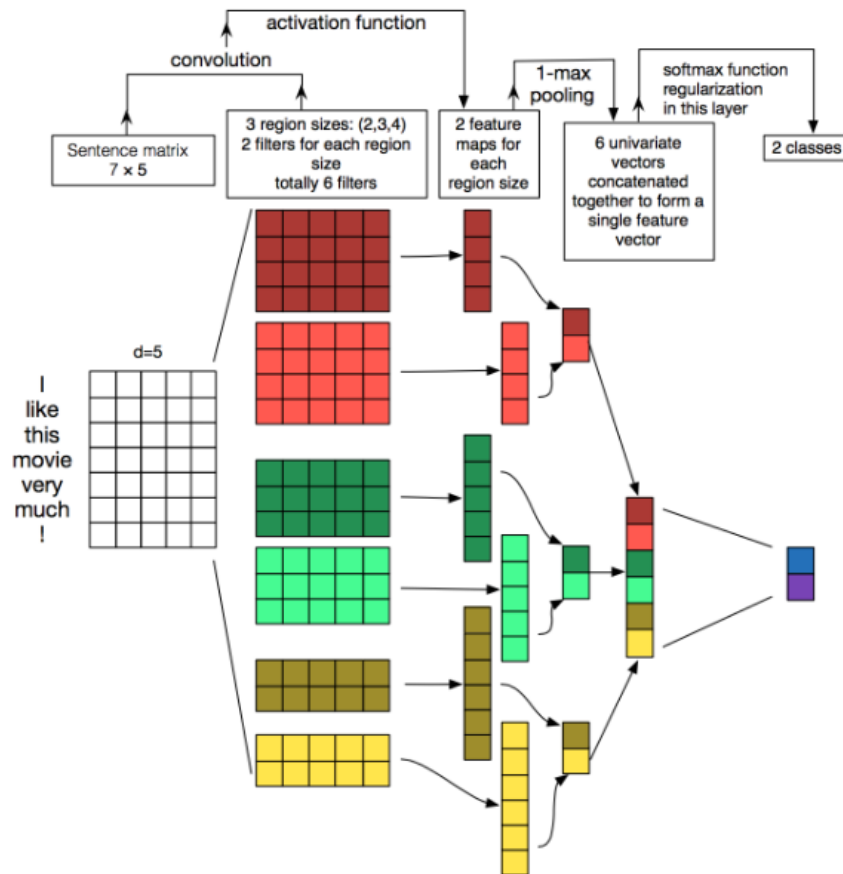 activation function
convolution
1-max
pooling
softmax function
regularization
in this layer
Sentence matrix
7 × 5
3 region sizes: (2,3,4)
2 filters for each region
size
totally 6 filters
2 feature
maps for
each
region size
6 univariate
vectors
concatenated
together to form a
single feature
vector
2 classes
d=5
I
like
this
movie
very
much
!